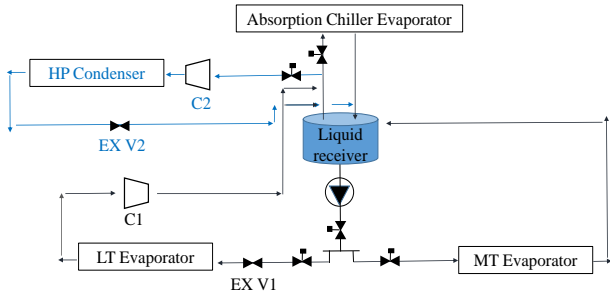 Absorption Chiller Evaporator
HP Condenser
C2
EX V2
Liquid
receiver
C1
LT Evaporator
EX V1
MT Evaporator